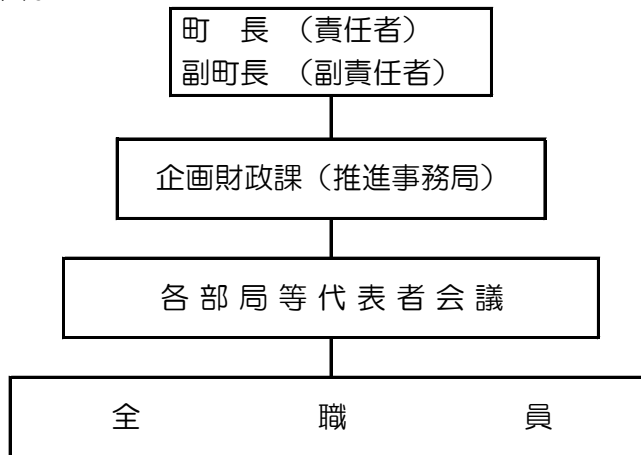 町　長　（責任者）
副町長　（副責任者）
企画財政課（推進事務局）
各部局等代表者会議
全　職　員